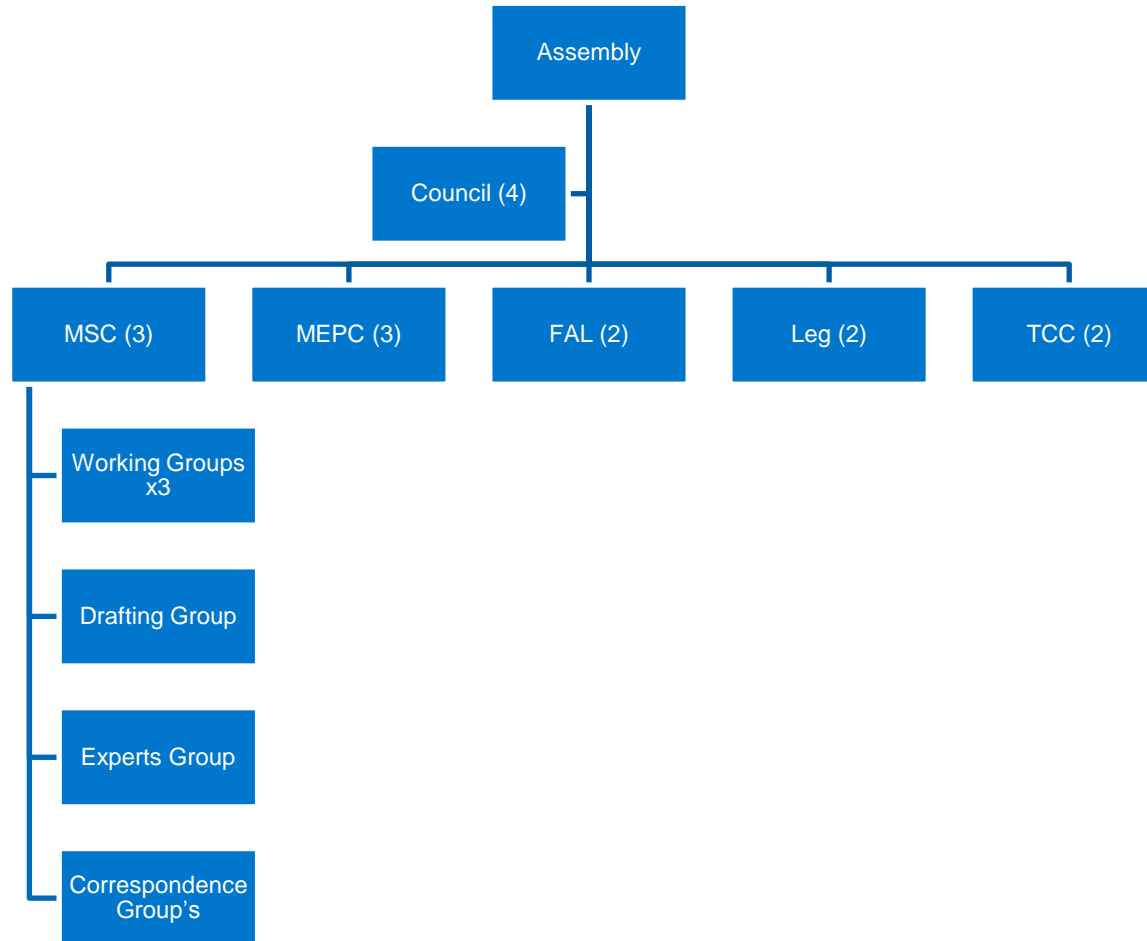 Assembly
Council (4)
MSC (3)
MEPC (3)
FAL (2)
Leg (2)
TCC (2)
Working Groups
x3
Drafting Group
Experts Group
Correspondence
Group’s